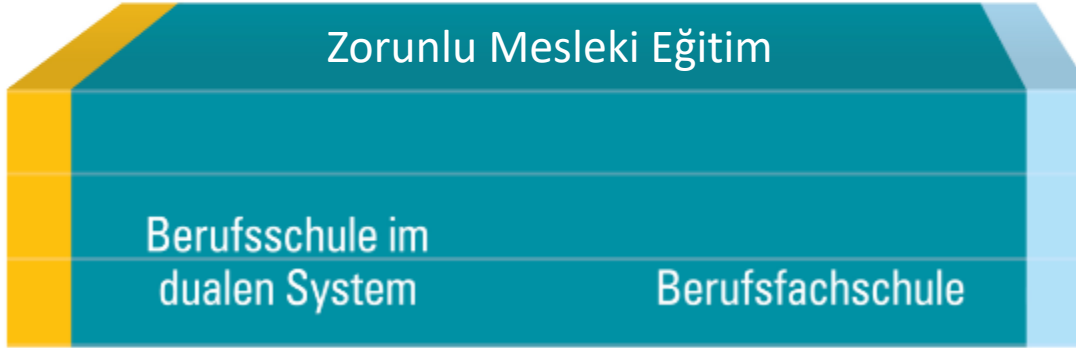 Zorunlu Mesleki Eğitim
Berufsschule im
dualen System
Berufsfachschule